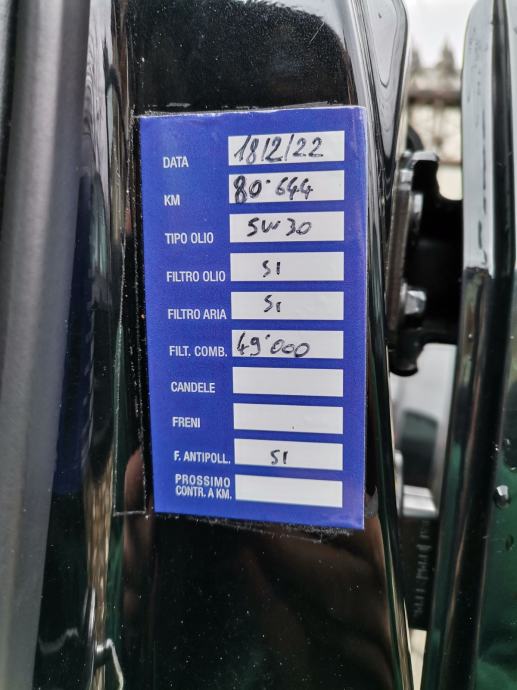 DATA 18/2/22
KM 80'644
TIPO OLIO 5W30
FILTRO OLIO SI
FILTRO ARIA SI
FILT. COMB. 49'000
CANDELE
FRENI
F. ANTIPOLL. SI
PROSSIMO
CONTR. A KM.